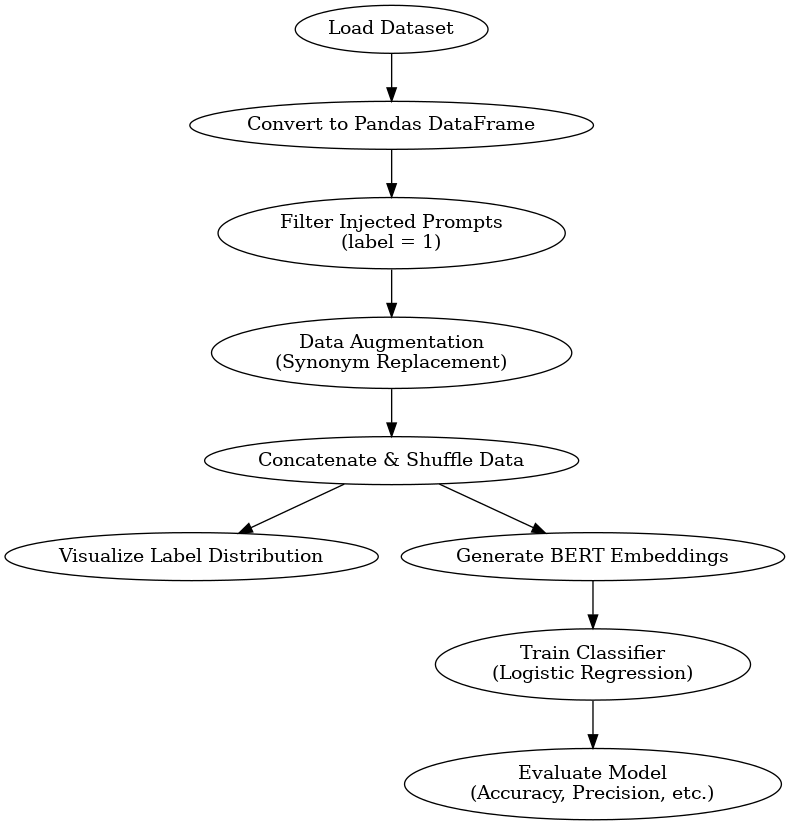 Load Dataset
Convert to Pandas DataFrame
Filter Injected Prompts
(label = 1)
Data Augmentation
(Synonym Replacement)
Concatenate & Shuffle Data
Visualize Label Distribution
Generate BERT Embeddings
Train Classifier
(Logistic Regression)
Evaluate Model
(Accuracy, Precision, etc.)